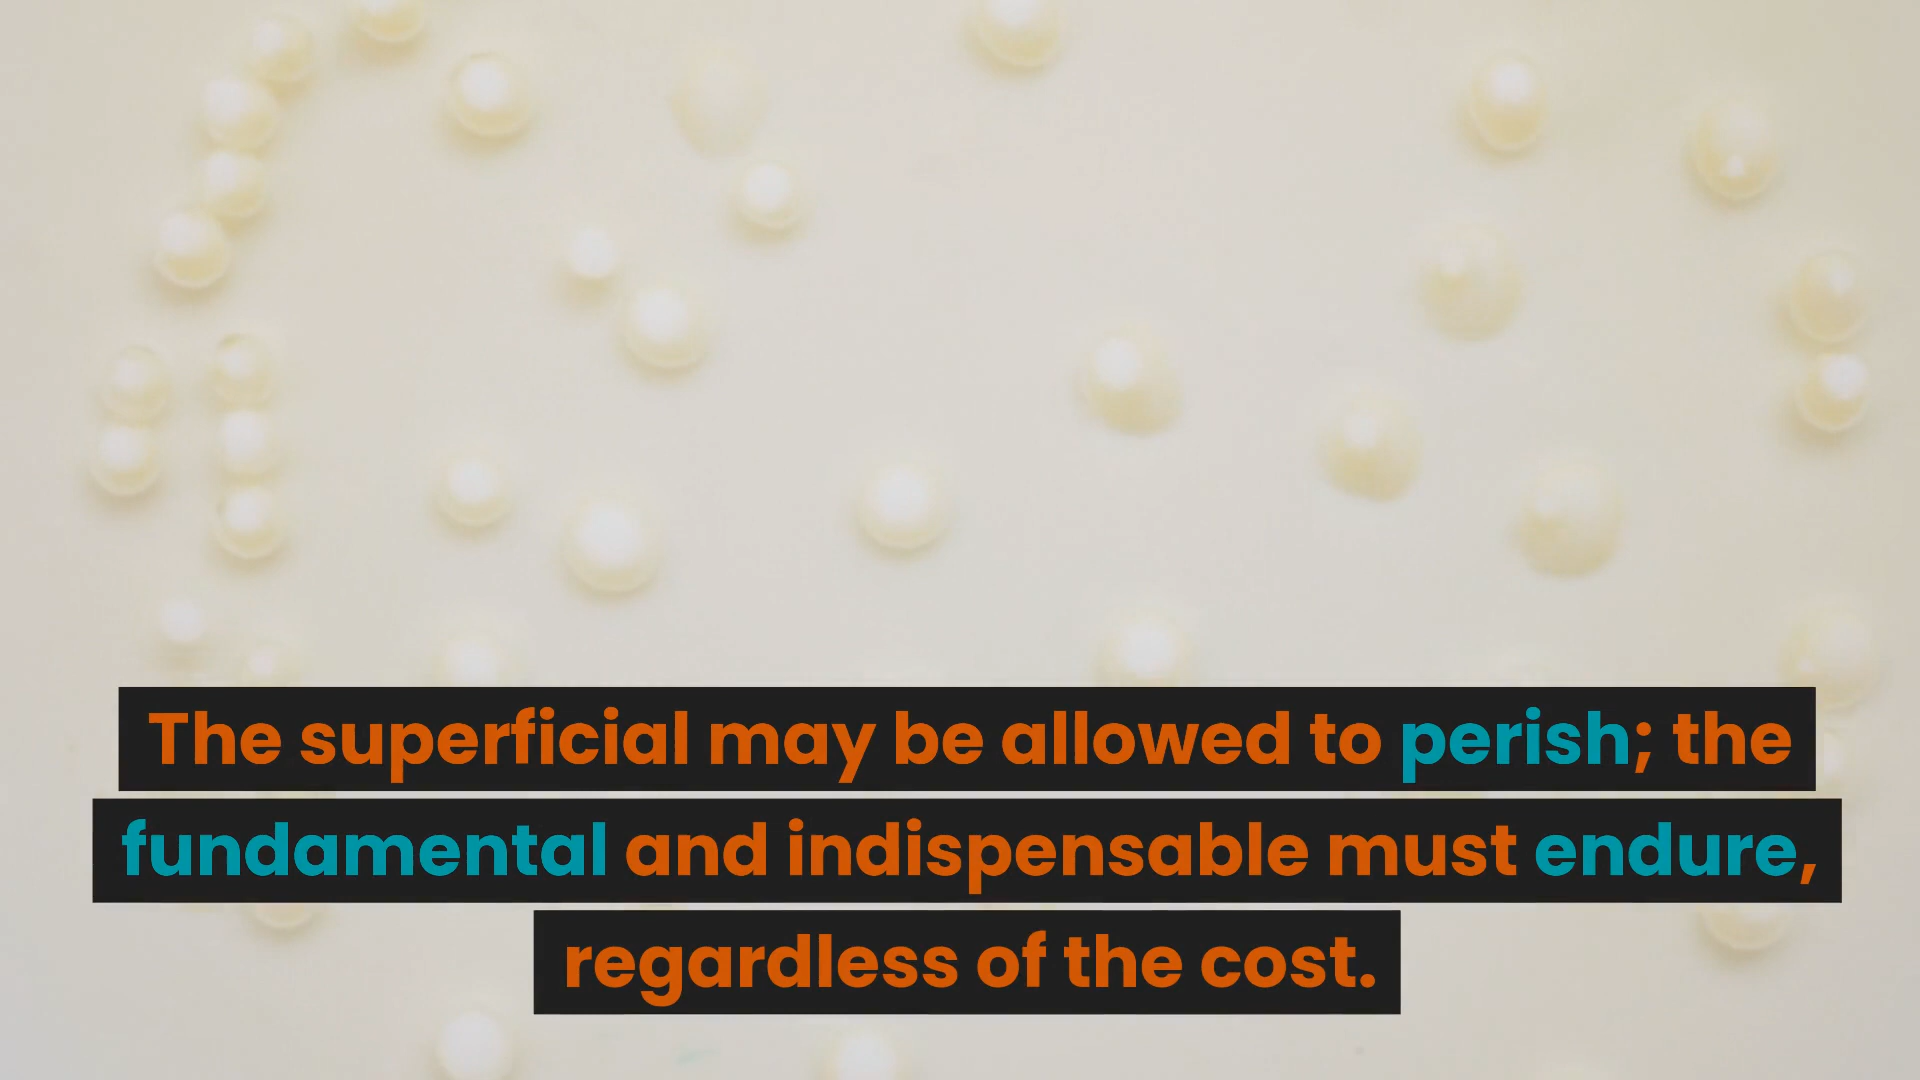 The superficial may be allowed to perish; the
fundamental and indispensable must endure,
regardless of the cost.